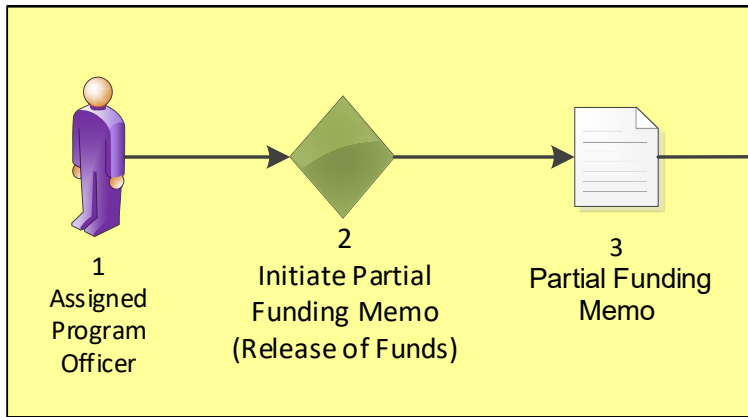 1
Assigned
Program
Officer
2
Initiate Partial
Funding Memo
(Release of Funds)
3
Partial Funding
Memo